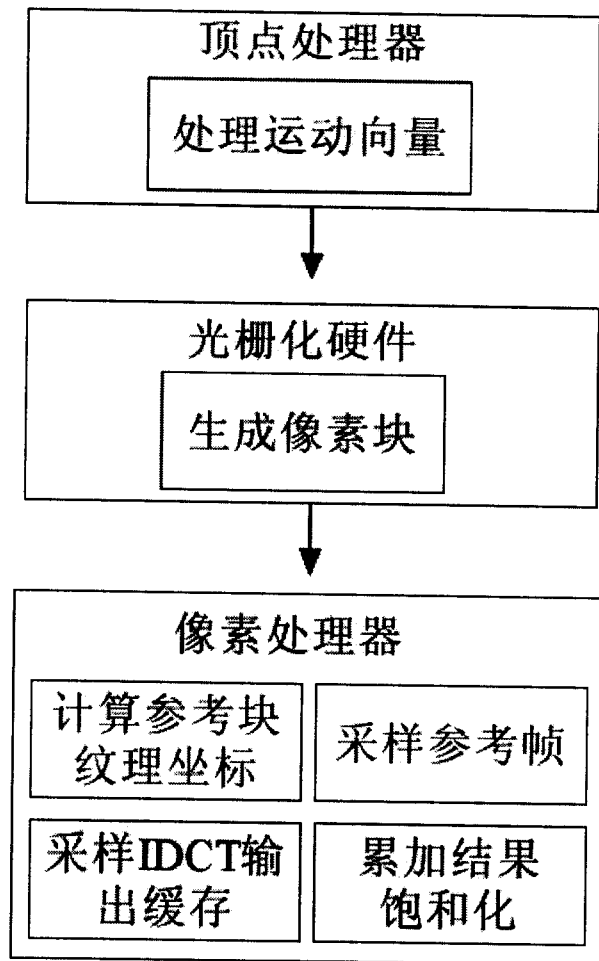 顶点处理器
处理运动向量
光栅化硬件
生成像素块
像素处理器
计算参考块
纹理坐标
采样参考帧
采样IDCT输
出缓存
累加结果
饱和化